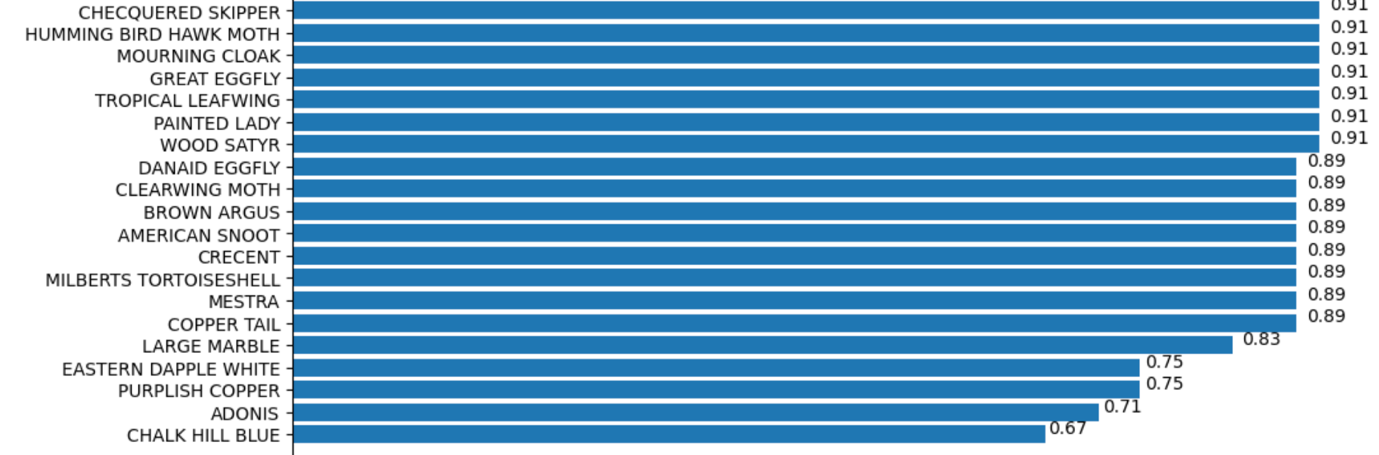 CHECQUERED SKIPPER 0.91
HUMMING BIRD HAWK MOTH 0.91
MOURNING CLOAK 0.91
GREAT EGGFLY 0.91
TROPICAL LEAFWING 0.91
PAINTED LADY 0.91
WOOD SATYR 0.91
DANAID EGGFLY 0.89
CLEARWING MOTH 0.89
BROWN ARGUS 0.89
AMERICAN SNOOT 0.89
CRECENT 0.89
MILBERTS TORTOISESHELL 0.89
MESTRA 0.89
COPPER TAIL 0.89
LARGE MARBLE 0.83
EASTERN DAPPLE WHITE 0.75
PURPLISH COPPER 0.75
ADONIS 0.71
CHALK HILL BLUE 0.67